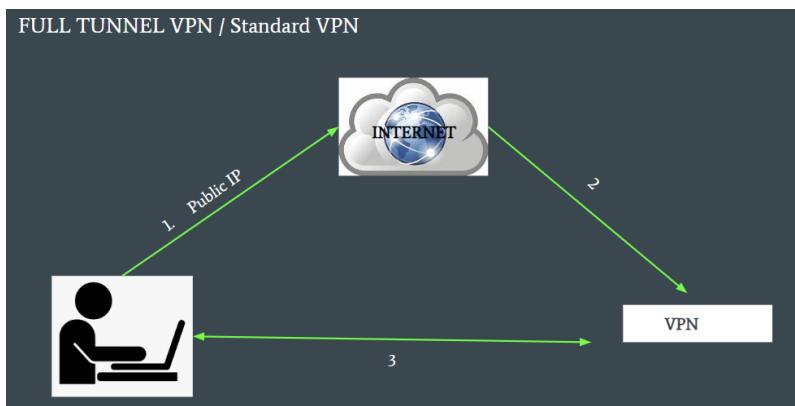 FULL TUNNEL VPN / Standard VPN
INTERNET
1. Public IP
2
VPN
3